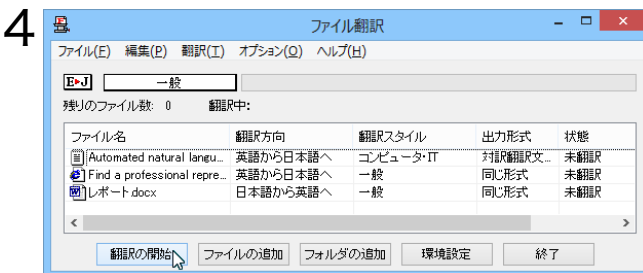 4
ファイル翻訳
ファイル(F) 編集(P) 翻訳(T) オプション(O) ヘルプ(H)
E▸J 一般
残りのファイル数: 0 翻訳中:
ファイル名 翻訳方向 翻訳スタイル 出力形式 状態
Automated natural langu... 英語から日本語へ コンピュータ・IT 対訳翻訳文... 未翻訳
Find a professional repre... 英語から日本語へ 一般 同じ形式 未翻訳
レポート.docx 日本語から英語へ 一般 同じ形式 未翻訳
翻訳の開始 ファイルの追加 フォルダの追加 環境設定 終了